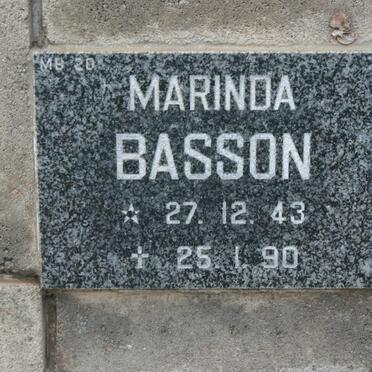 MB 20
MARINDA
BASSON
☆ 27. 12. 43
✝ 25. 1. 90